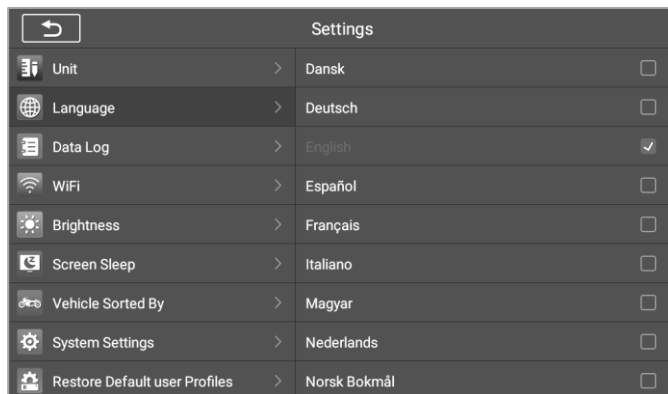 Settings
Unit
Dansk
Language
Deutsch
Data Log
English
WiFi
Español
Brightness
Français
Screen Sleep
Italiano
Vehicle Sorted By
Magyar
System Settings
Nederlands
Restore Default user Profiles
Norsk Bokmål